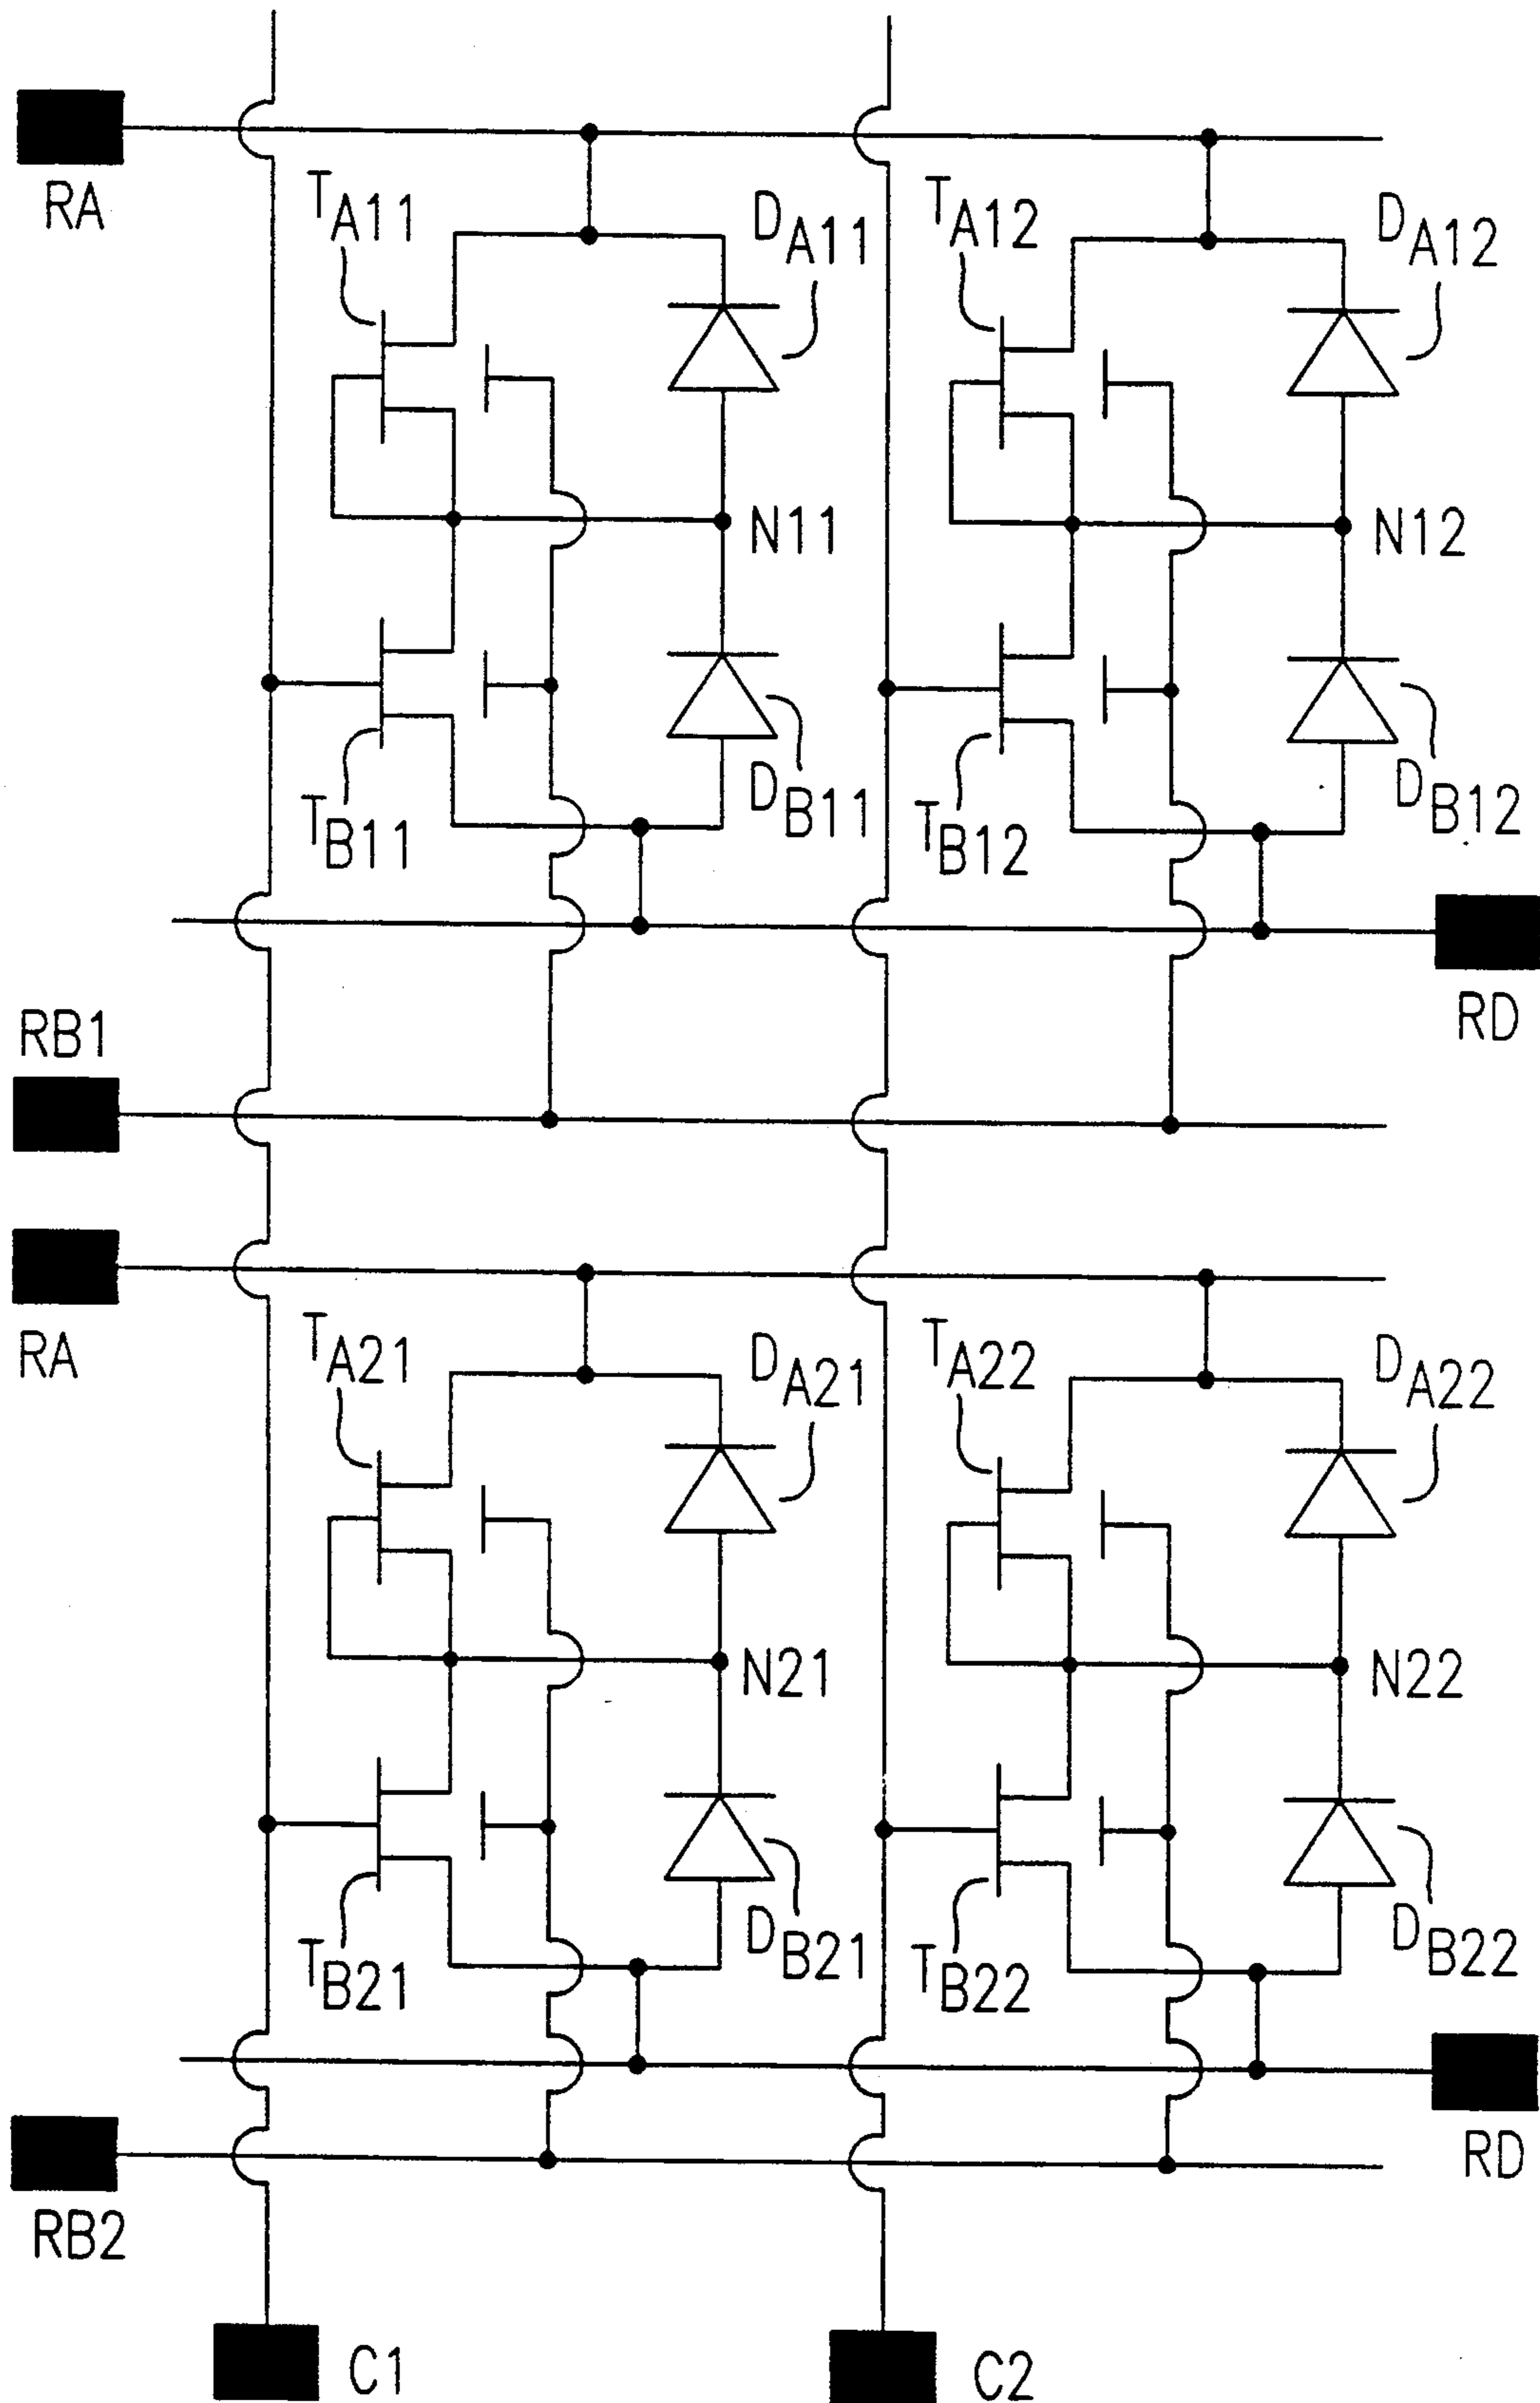 RA
TA11
DA11
TA12
DA12
N11
N12
TB11
DB11
TB12
DB12
RD
RB1
RA
TA21
DA21
TA22
DA22
N21
N22
TB21
DB21
TB22
DB22
RD
RB2
C1
C2